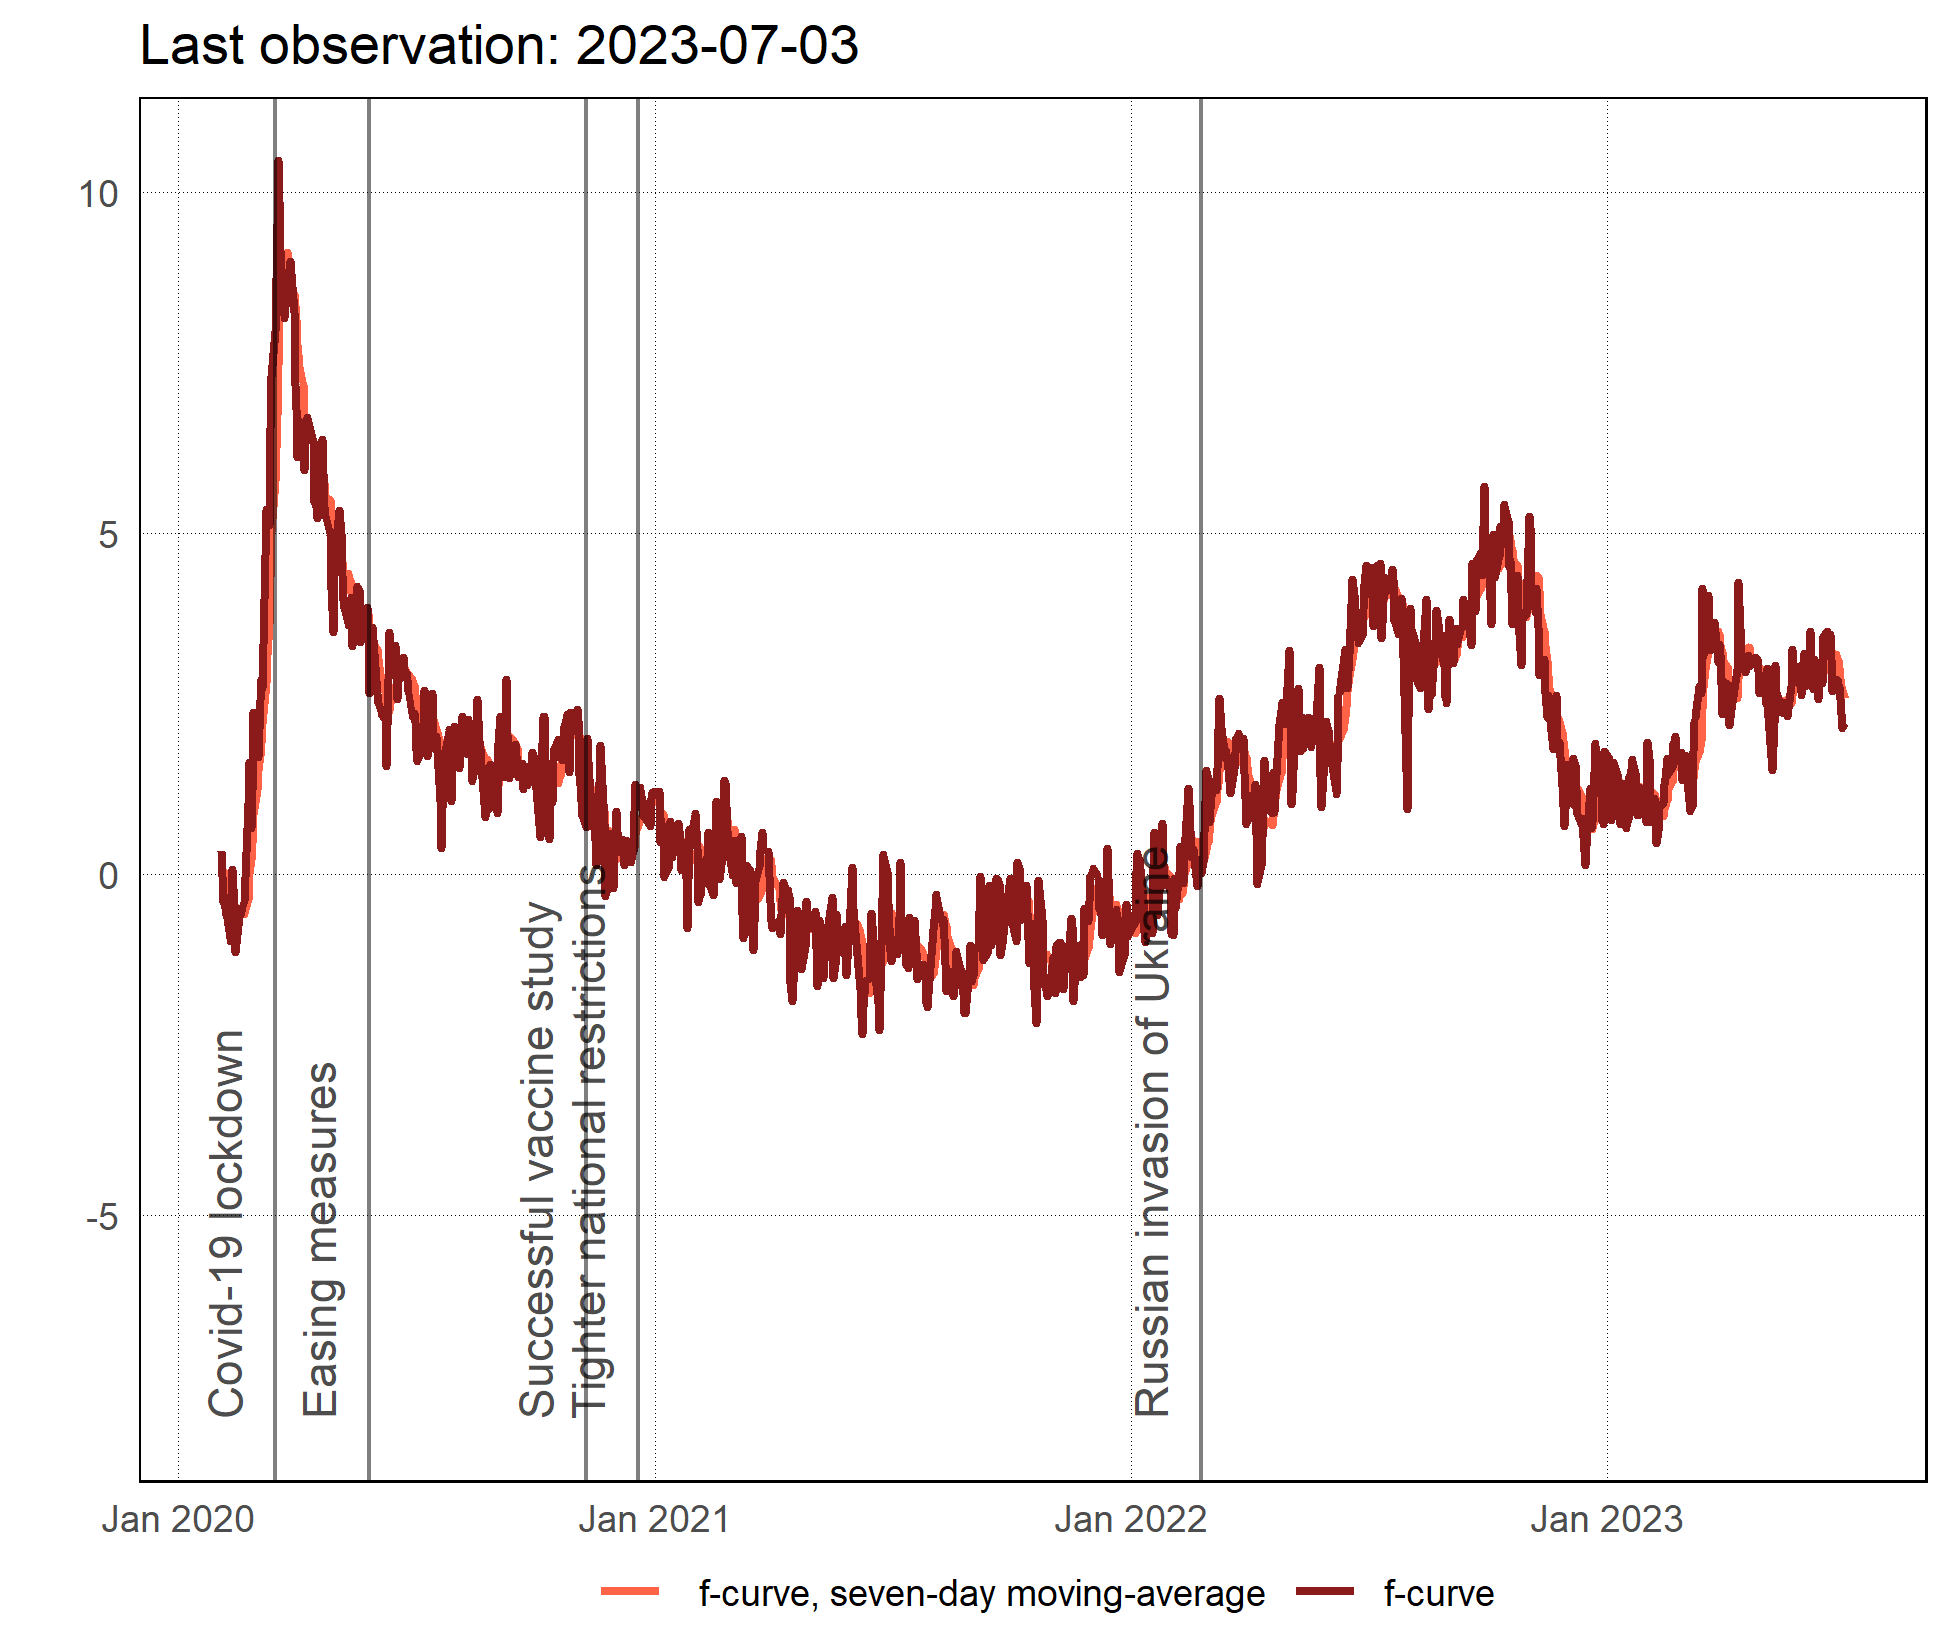 Last observation: 2023-07-03
10
5
0
-5
Covid-19 lockdown
Easing measures
Successful vaccine study
Tighter national restrictions
Russian invasion of Ukraine
Jan 2020
Jan 2021
Jan 2022
Jan 2023
f-curve, seven-day moving-average
f-curve